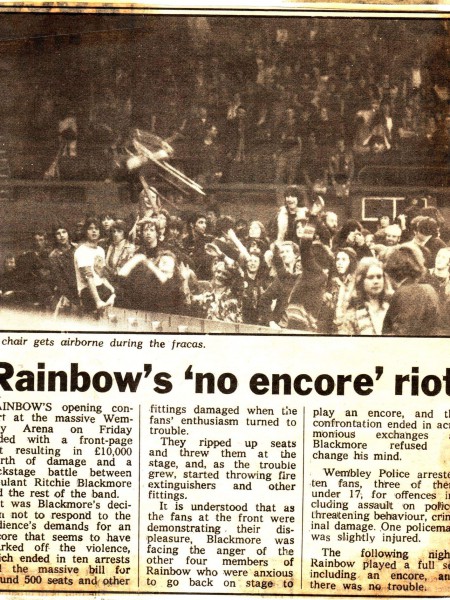 chair gets airborne during the fracas.
Rainbow's 'no encore' riot
AINBOW'S opening con-
rt at the massive Wem-
y Arena on Friday
ded with a front-page
t resulting in £10,000
rth of damage and a
ckstage battle between
ulant Ritchie Blackmore
d the rest of the band.
t was Blackmore's deci-
n not to respond to the
dience's demands for an
core that seems to have
rked off the violence,
ich ended in ten arrests
d the massive bill for
und 500 seats and other
fittings damaged when the
fans' enthusiasm turned to
trouble.
They ripped up seats
and threw them at the
stage, and, as the trouble
grew, started throwing fire
extinguishers and other
fittings.
It is understood that as
the fans at the front were
demonstrating their dis-
pleasure, Blackmore was
facing the anger of the
other four members of
Rainbow who were anxious
to go back on stage to
play an encore, and th
confrontation ended in acr
monious exchanges a
Blackmore refused
change his mind.
Wembley Police arreste
ten fans, three of the
under 17, for offences i
cluding assault on polic
threatening behaviour, crim
inal damage. One policema
was slightly injured.
The following nigh
Rainbow played a full se
including an encore, an
there was no trouble.